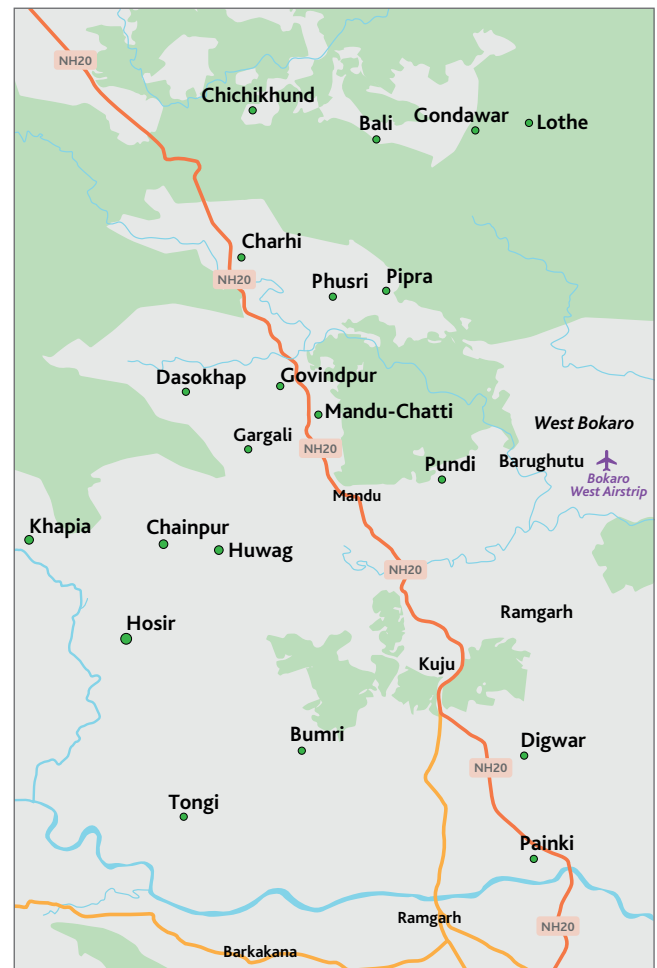 NH20
Chichikhund
Bali
Gondawar
Lothe
Charhi
NH20
Phusri
Pipra
Dasokhap
Govindpur
Mandu-Chatti
West Bokaro
Gargali
NH20
Pundi
Barughutu
Bokaro
West Airstrip
Mandu
Khapia
Chainpur
Huwag
NH20
Ramgarh
Hosir
Kuju
Bumri
Digwar
NH20
Tongi
Painki
Ramgarh
NH20
Barkakana